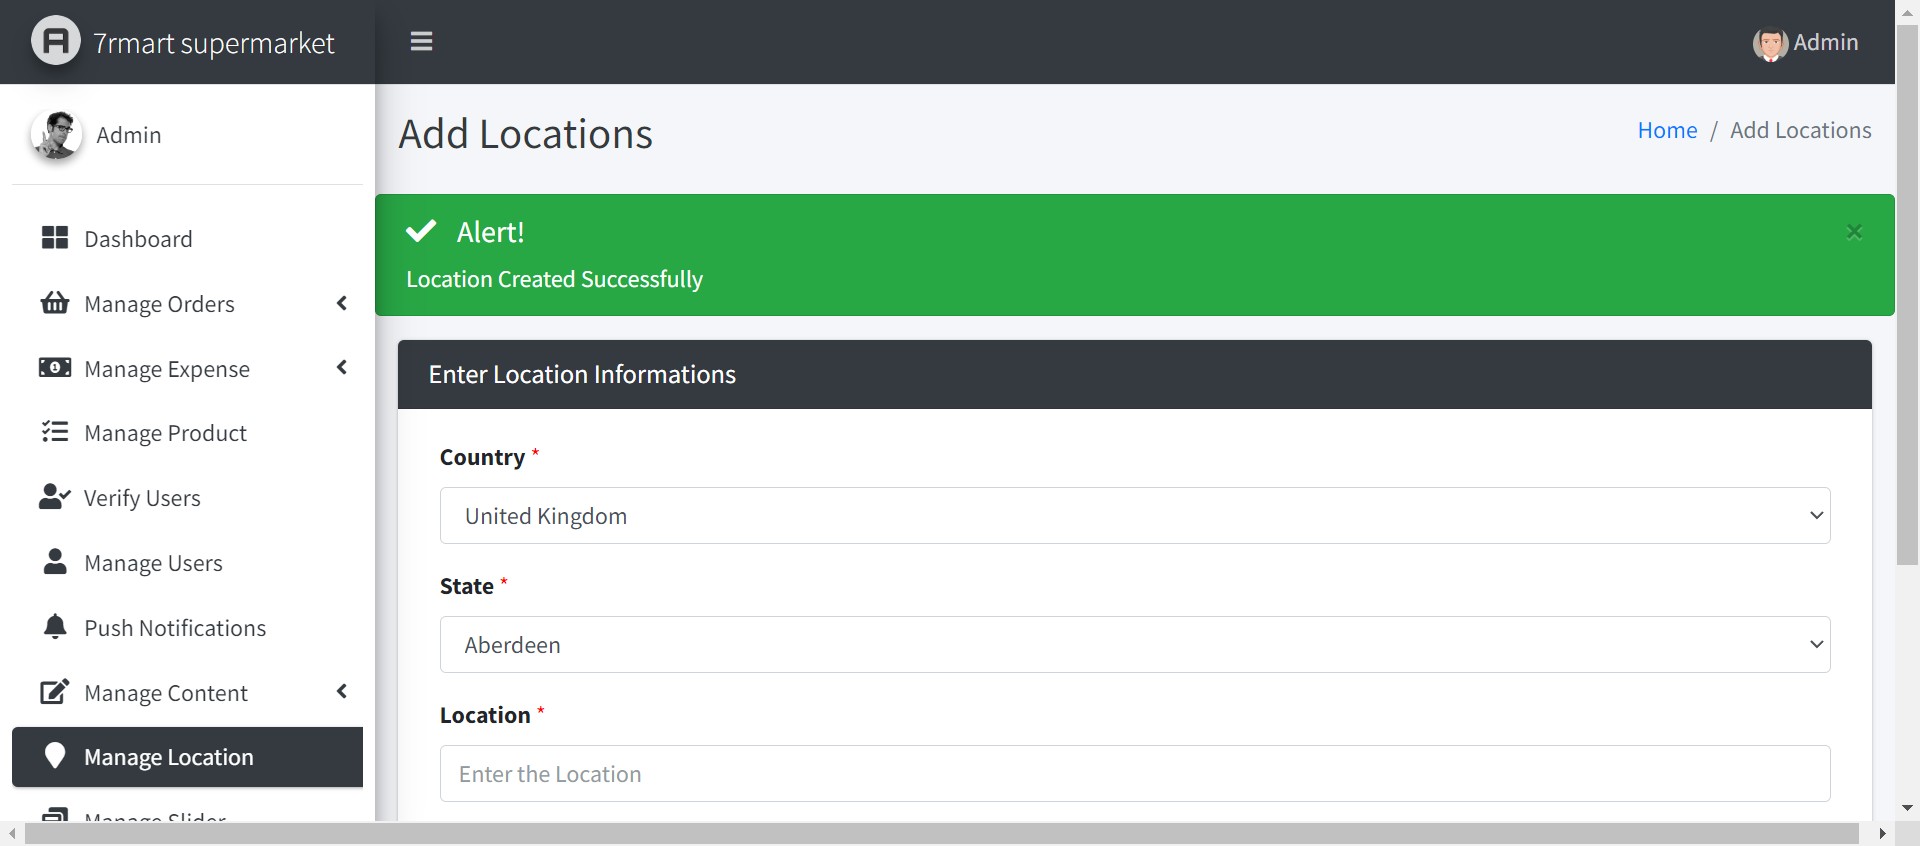 7rmart supermarket
Admin
Admin
Add Locations
Home / Add Locations
Alert!
×
Location Created Successfully
Dashboard
Manage Orders
Manage Expense
Manage Product
Verify Users
Manage Users
Push Notifications
Manage Content
Manage Location
Manage Slider
Enter Location Informations
Country *
United Kingdom
State *
Aberdeen
Location *
Enter the Location